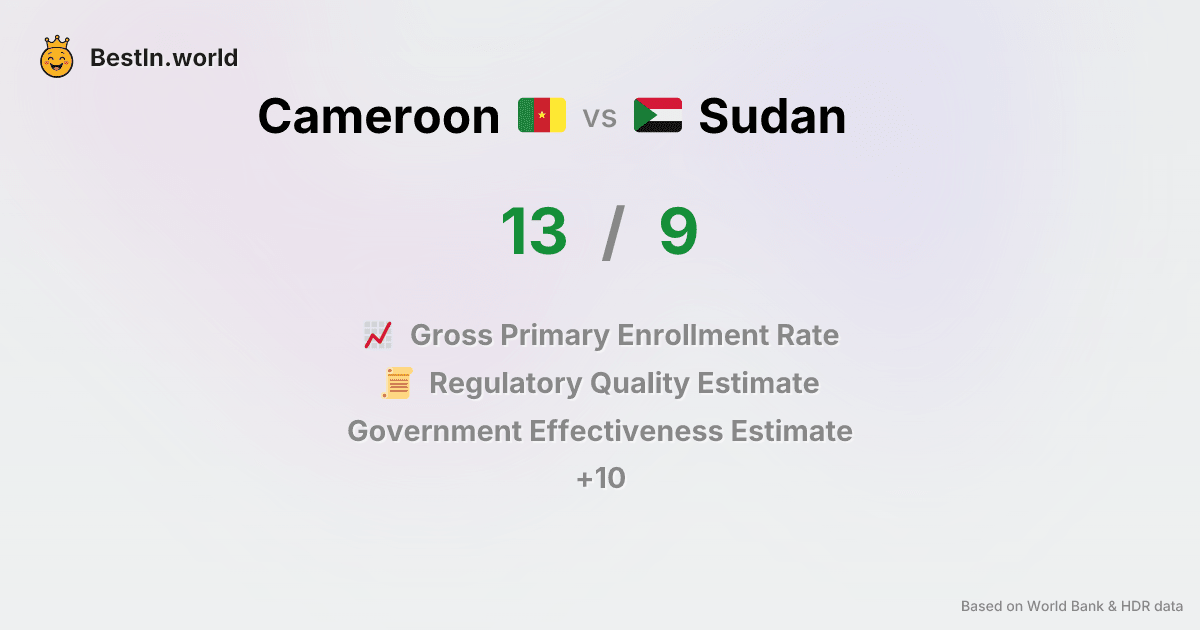 BestIn.world
Cameroon vs Sudan
13 / 9
Gross Primary Enrollment Rate
Regulatory Quality Estimate
Government Effectiveness Estimate
+10
Based on World Bank & HDR data